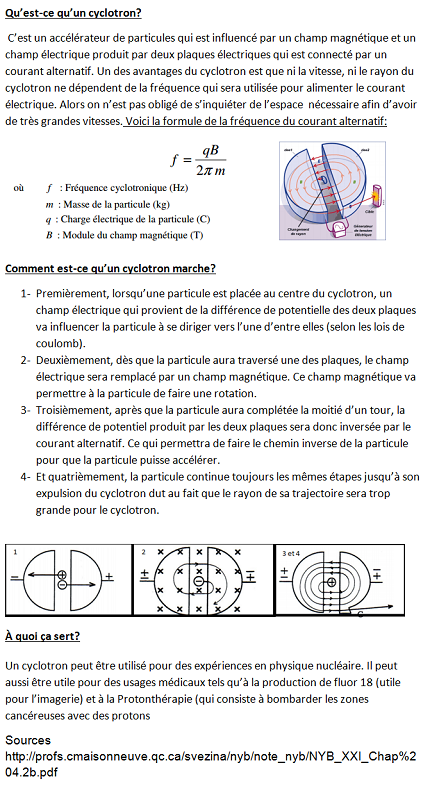 Qu'est-ce qu'un cyclotron?
C'est un accélérateur de particules qui est influencé par un champ magnétique et un
champ électrique produit par deux plaques électriques qui est connecté par un
courant alternatif. Un des avantages du cyclotron est que ni la vitesse, ni le rayon du
cyclotron ne dépendent de la fréquence qui sera utilisée pour alimenter le courant
électrique. Alors on n'est pas obligé de s'inquiéter de l'espace nécessaire afin d'avoir
de très grandes vitesses. Voici la formule de la fréquence du courant alternatif:
f = qB / 2π m
où f : Fréquence cyclotronique (Hz)
m : Masse de la particule (kg)
q : Charge électrique de la particule (C)
B : Module du champ magnétique (T)
Changement
de rayon
Générateur
de tension
électrique
Comment est-ce qu'un cyclotron marche?
1- Premièrement, lorsqu'une particule est placée au centre du cyclotron, un
champ électrique qui provient de la différence de potentielle des deux plaques
va influencer la particule à se diriger vers l'une d'entre elles (selon les lois de
coulomb).
2- Deuxièmement, dès que la particule aura traversé une des plaques, le champ
électrique sera remplacé par un champ magnétique. Ce champ magnétique va
permettre à la particule de faire une rotation.
3- Troisièmement, après que la particule aura complétée la moitié d'un tour, la
différence de potentiel produit par les deux plaques sera donc inversée par le
courant alternatif. Ce qui permettra de faire le chemin inverse de la particule
pour que la particule puisse accélérer.
4- Et quatrièmement, la particule continue toujours les mêmes étapes jusqu'à son
expulsion du cyclotron dut au fait que le rayon de sa trajectoire sera trop
grande pour le cyclotron.
1
2
3 et 4
À quoi ça sert?
Un cyclotron peut être utilisé pour des expériences en physique nucléaire. Il peut
aussi être utile pour des usages médicaux tels qu'à la production de fluor 18 (utile
pour l'imagerie) et à la Protonthérapie (qui consiste à bombarder les zones
cancéreuses avec des protons
Sources
http://profs.cmaisonneuve.qc.ca/svezina/nyb/note_nyb/NYB_XXI_Chap%2
04.2b.pdf